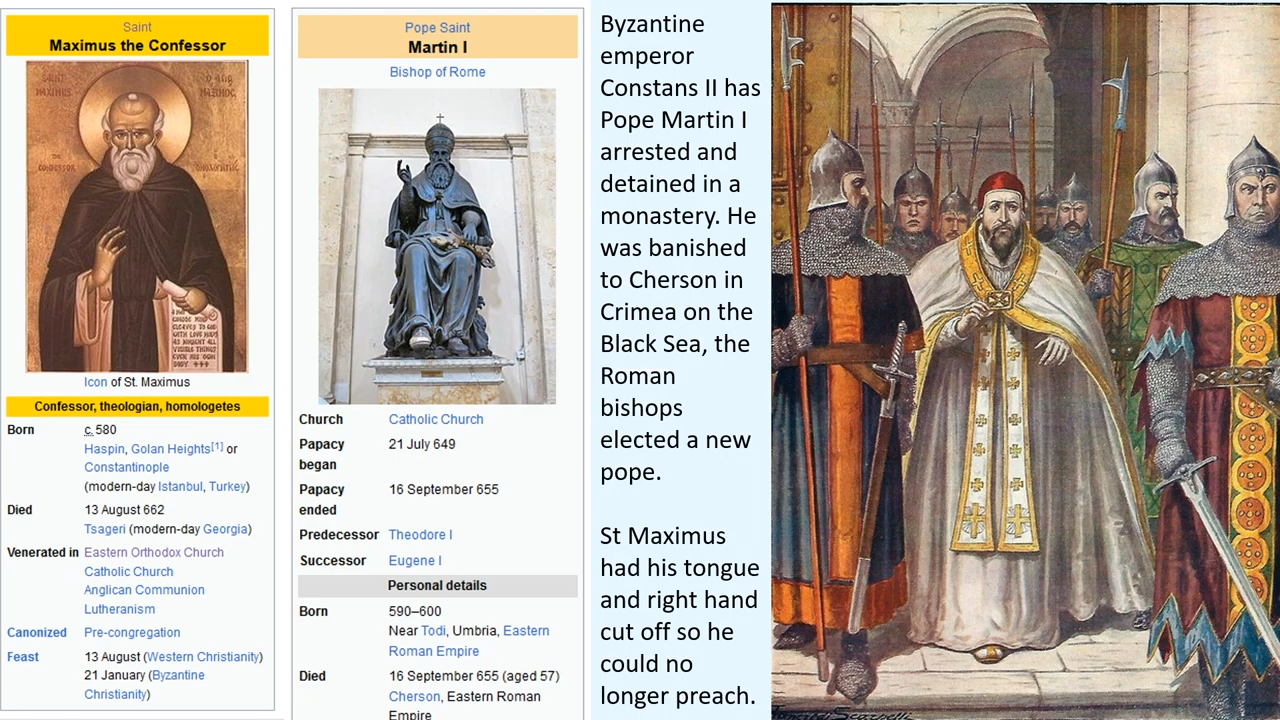 Saint
Maximus the Confessor
Icon of St. Maximus
Confessor, theologian, homologetes
Born
c. 580
Haspin, Golan Heights[1] or
Constantinople
(modern-day Istanbul, Turkey)
Died
13 August 662
Tsageri (modern-day Georgia)
Venerated in
Eastern Orthodox Church
Catholic Church
Anglican Communion
Lutheranism
Canonized
Pre-congregation
Feast
13 August (Western Christianity)
21 January (Byzantine
Christianity)
Pope Saint
Martin I
Bishop of Rome
Church
Catholic Church
Papacy
began
21 July 649
Papacy
ended
16 September 655
Predecessor
Theodore I
Successor
Eugene I
Personal details
Born
590–600
Near Todi, Umbria, Eastern
Roman Empire
Died
16 September 655 (aged 57)
Cherson, Eastern Roman
Empire
Byzantine
emperor
Constans II has
Pope Martin I
arrested and
detained in a
monastery. He
was banished
to Cherson in
Crimea on the
Black Sea, the
Roman
bishops
elected a new
pope.
St Maximus
had his tongue
and right hand
cut off so he
could no
longer preach.